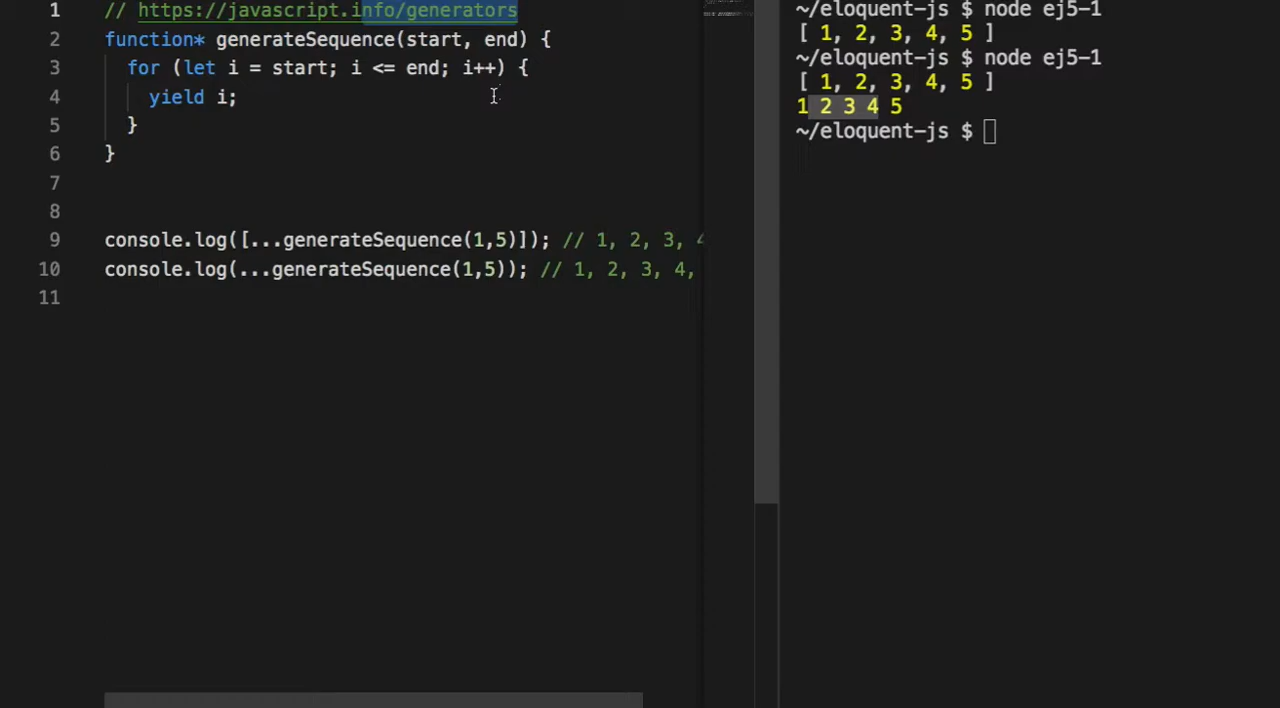 1 // https://javascript.info/generators
2 function* generateSequence(start, end) {
3 for (let i = start; i <= end; i++) {
4 yield i;
5 }
6 }
7
8
9 console.log([...generateSequence(1,5)]); // 1, 2, 3, 4
10 console.log(...generateSequence(1,5)); // 1, 2, 3, 4,
11
~/eloquent-js $ node ej5-1
[ 1, 2, 3, 4, 5 ]
~/eloquent-js $ node ej5-1
[ 1, 2, 3, 4, 5 ]
1 2 3 4 5
~/eloquent-js $